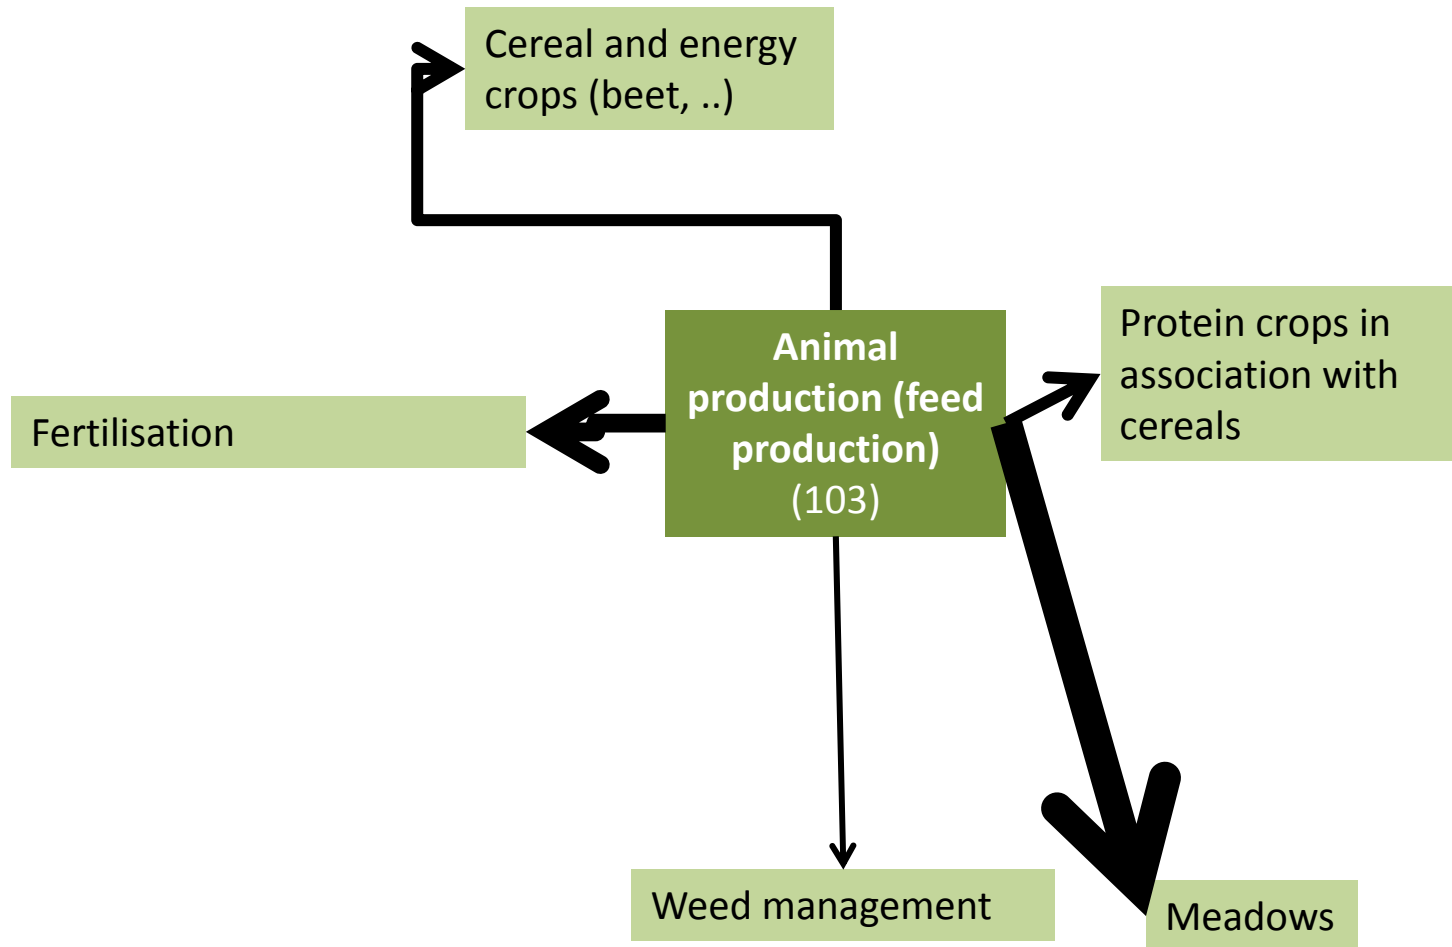 Cereal and energy
crops (beet, ..)
Animal
production (feed
production)
(103)
Protein crops in
association with
cereals
Fertilisation
Weed management
Meadows